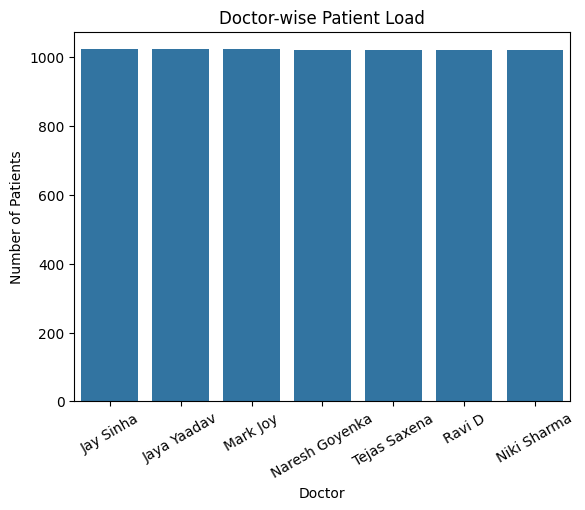 Doctor-wise Patient Load
Number of Patients
1000
800
600
400
200
0
Jay Sinha
Jaya Yaadav
Mark Joy
Naresh Goyenka
Tejas Saxena
Ravi D
Niki Sharma
Doctor